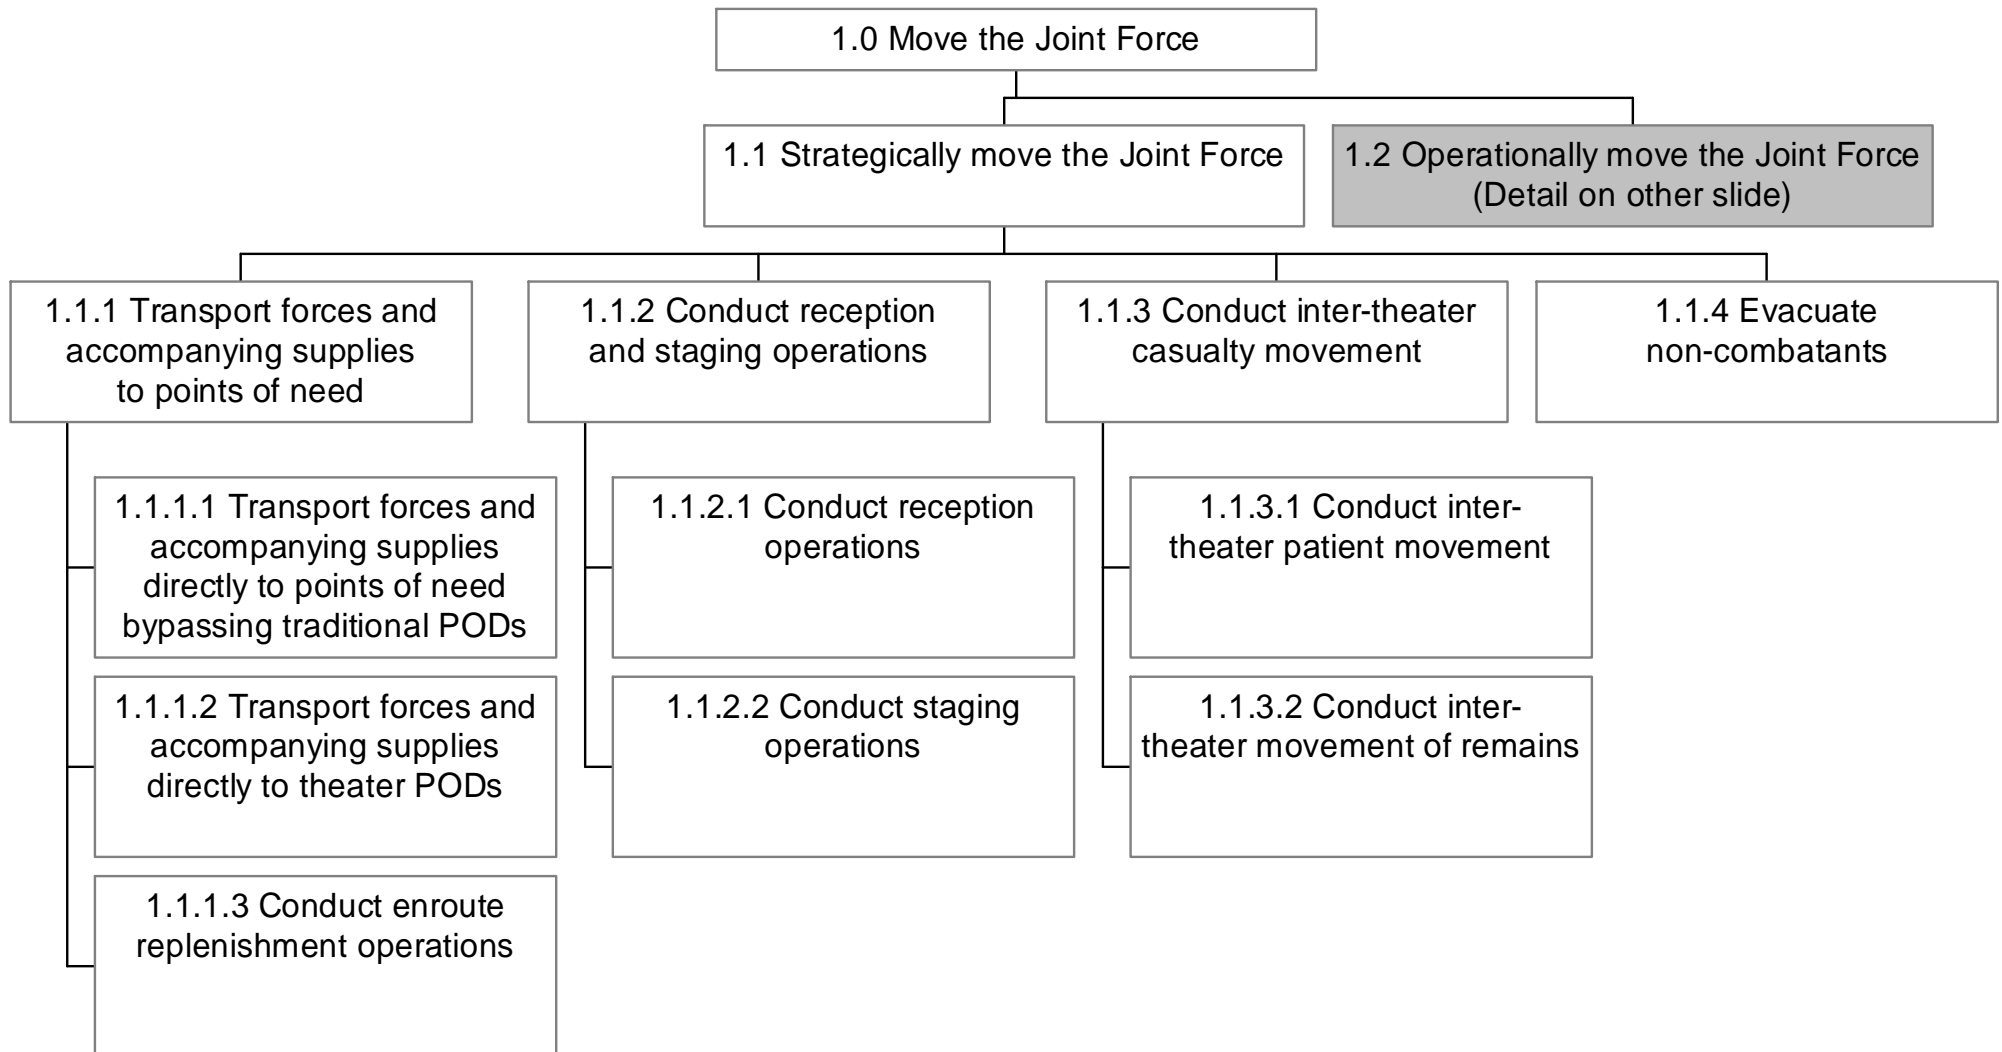 1.0 Move the Joint Force
1.1 Strategically move the Joint Force
1.2 Operationally move the Joint Force
(Detail on other slide)
1.1.1 Transport forces and
accompanying supplies
to points of need
1.1.2 Conduct reception
and staging operations
1.1.3 Conduct inter-theater
casualty movement
1.1.4 Evacuate
non-combatants
1.1.1.1 Transport forces and
accompanying supplies
directly to points of need
bypassing traditional PODs
1.1.2.1 Conduct reception
operations
1.1.3.1 Conduct inter-
theater patient movement
1.1.1.2 Transport forces and
accompanying supplies
directly to theater PODs
1.1.2.2 Conduct staging
operations
1.1.3.2 Conduct inter-
theater movement of remains
1.1.1.3 Conduct enroute
replenishment operations